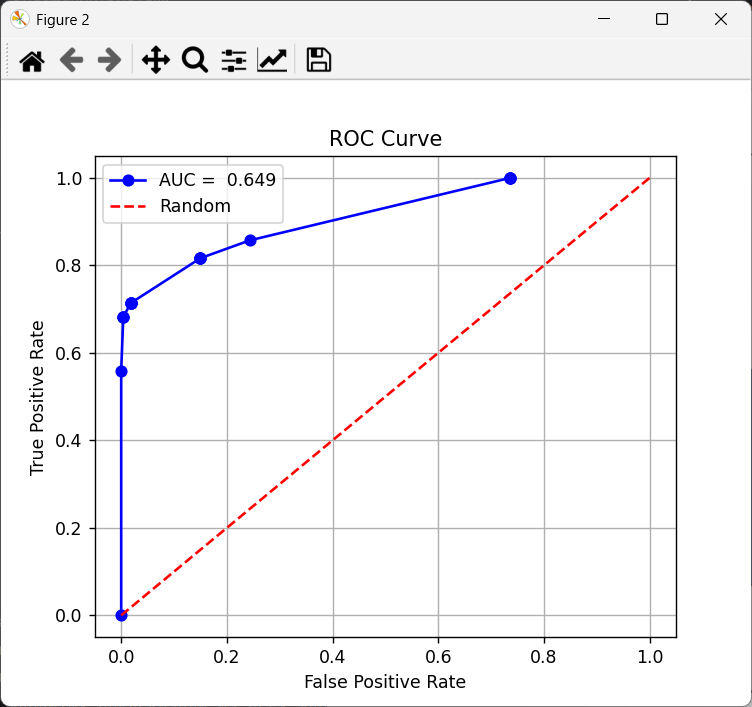 Figure 2
ROC Curve
AUC =  0.649
Random
1.0
0.8
0.6
0.4
0.2
0.0
True Positive Rate
0.0 0.2 0.4 0.6 0.8 1.0
False Positive Rate